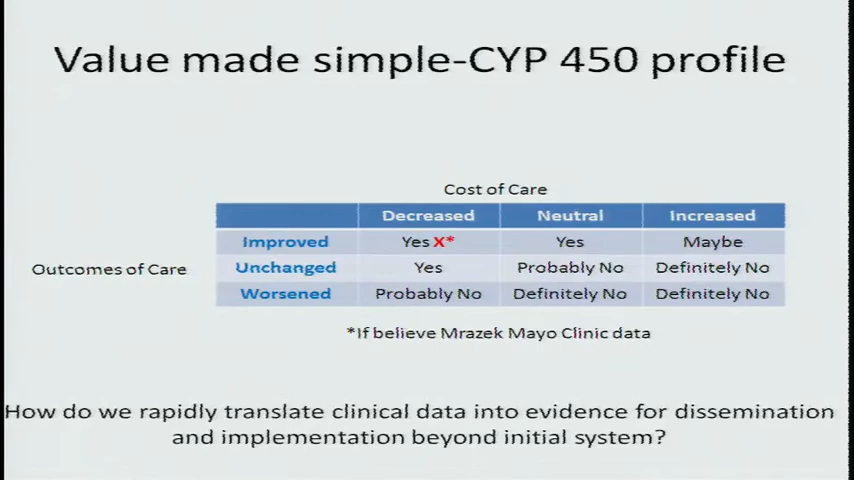 Value made simple-CYP 450 profile
Cost of Care
Decreased Neutral Increased
Improved Yes X* Yes Maybe
Outcomes of Care Unchanged Yes Probably No Definitely No
Worsened Probably No Definitely No Definitely No
*If believe Mrazek Mayo Clinic data
How do we rapidly translate clinical data into evidence for dissemination
and implementation beyond initial system?